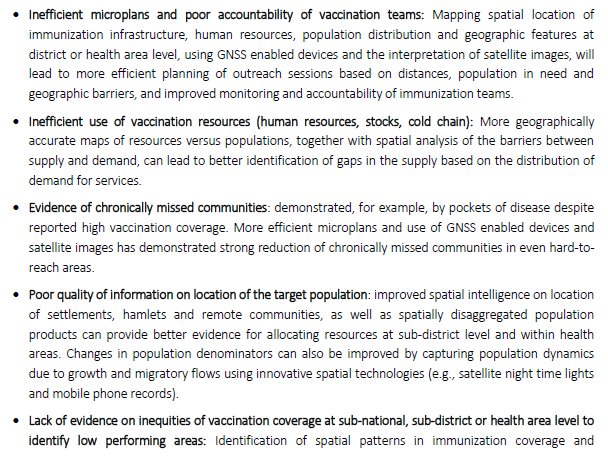 • Inefficient microplans and poor accountability of vaccination teams: Mapping spatial location of
immunization infrastructure, human resources, population distribution and geographic features at
district or health area level, using GNSS enabled devices and the interpretation of satellite images, will
lead to more efficient planning of outreach sessions based on distances, population in need and
geographic barriers, and improved monitoring and accountability of immunization teams.
• Inefficient use of vaccination resources (human resources, stocks, cold chain): More geographically
accurate maps of resources versus populations, together with spatial analysis of the barriers between
supply and demand, can lead to better identification of gaps in the supply based on the distribution of
demand for services.
• Evidence of chronically missed communities: demonstrated, for example, by pockets of disease despite
reported high vaccination coverage. More efficient microplans and use of GNSS enabled devices and
satellite images has demonstrated strong reduction of chronically missed communities in even hard-to-
reach areas.
• Poor quality of information on location of the target population: improved spatial intelligence on location
of settlements, hamlets and remote communities, as well as spatially disaggregated population
products can provide better evidence for allocating resources at sub-district level and within health
areas. Changes in population denominators can also be improved by capturing population dynamics
due to growth and migratory flows using innovative spatial technologies (e.g., satellite night time lights
and mobile phone records).
• Lack of evidence on inequities of vaccination coverage at sub-national, sub-district or health area level to
identify low performing areas: Identification of spatial patterns in immunization coverage and